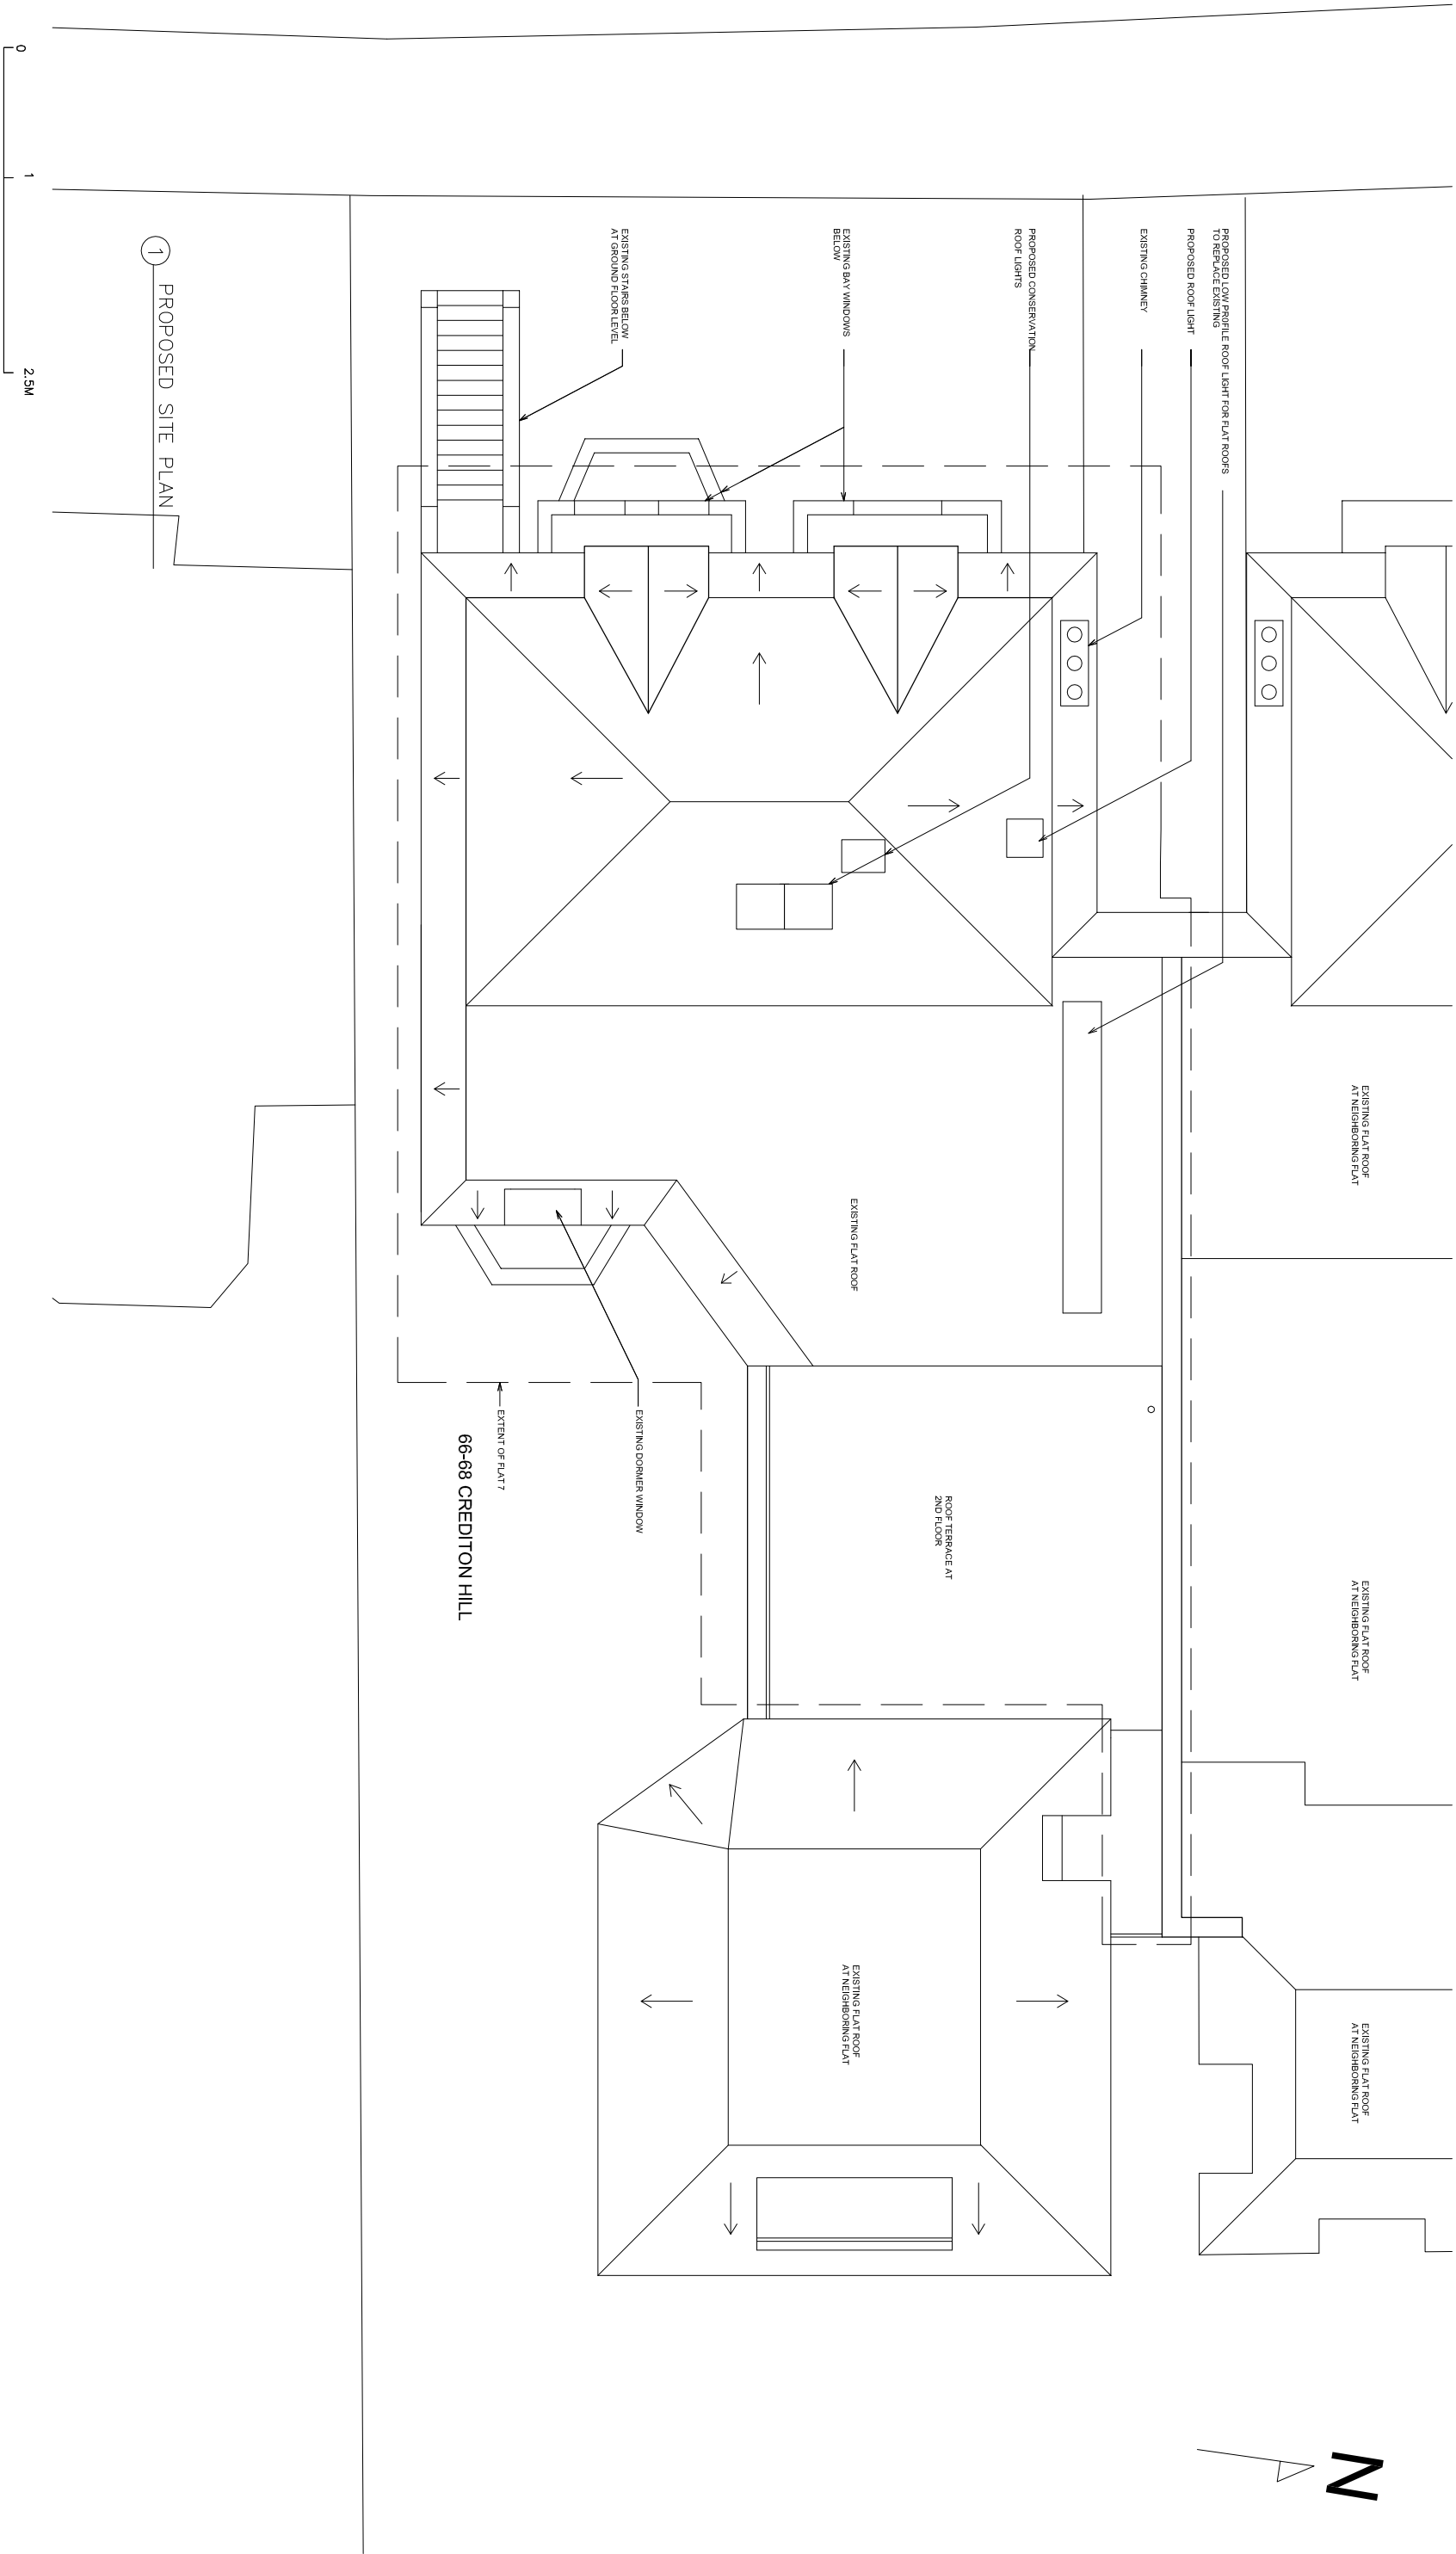 PROPOSED LOW PROFILE ROOF LIGHT FOR FLAT ROOFS
TO REPLACE EXISTING
PROPOSED ROOF LIGHT
EXISTING CHIMNEY
PROPOSED CONSERVATION
ROOF LIGHTS
EXISTING BAY WINDOWS
BELOW
EXISTING STAIRS BELOW
AT GROUND FLOOR LEVEL
EXISTING FLAT ROOF
AT NEIGHBORING FLAT
EXISTING FLAT ROOF
AT NEIGHBORING FLAT
EXISTING FLAT ROOF
AT NEIGHBORING FLAT
EXISTING FLAT ROOF
ROOF TERRACE AT
2ND FLOOR
EXISTING FLAT ROOF
AT NEIGHBORING FLAT
EXISTING DORMER WINDOW
EXTENT OF FLAT 7
66-68 CREDITON HILL
N
1
PROPOSED SITE PLAN
0
1
2.5M